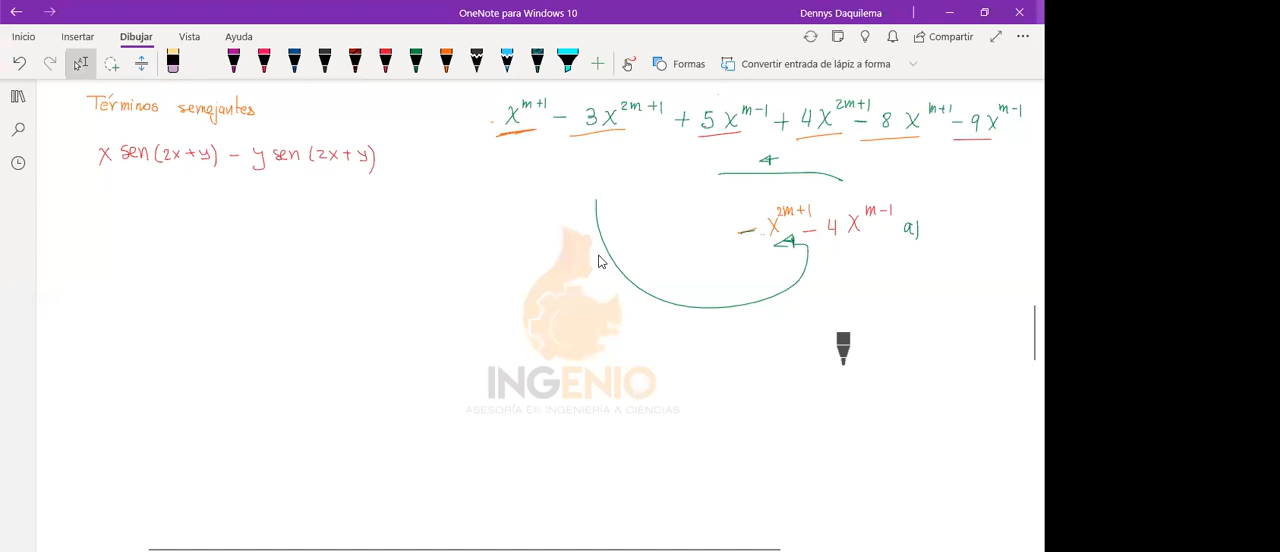 OneNote para Windows 10
Dennys Daquilema
Inicio Insertar Dibujar Vista Ayuda
Compartir
Formas Convertir entrada de lápiz a forma
Términos semejantes
x^{m+1} - 3x^{2m+1} + 5x^{m-1} + 4x^{2m+1} - 8x^{m+1} - 9x^{m-1}
x sen(2x+y) - y sen(2x+y)
- x^{2m+1} - 4x^{m-1} a)
INGENIO
ASESORÍA EN INGENIERÍA & CIENCIAS